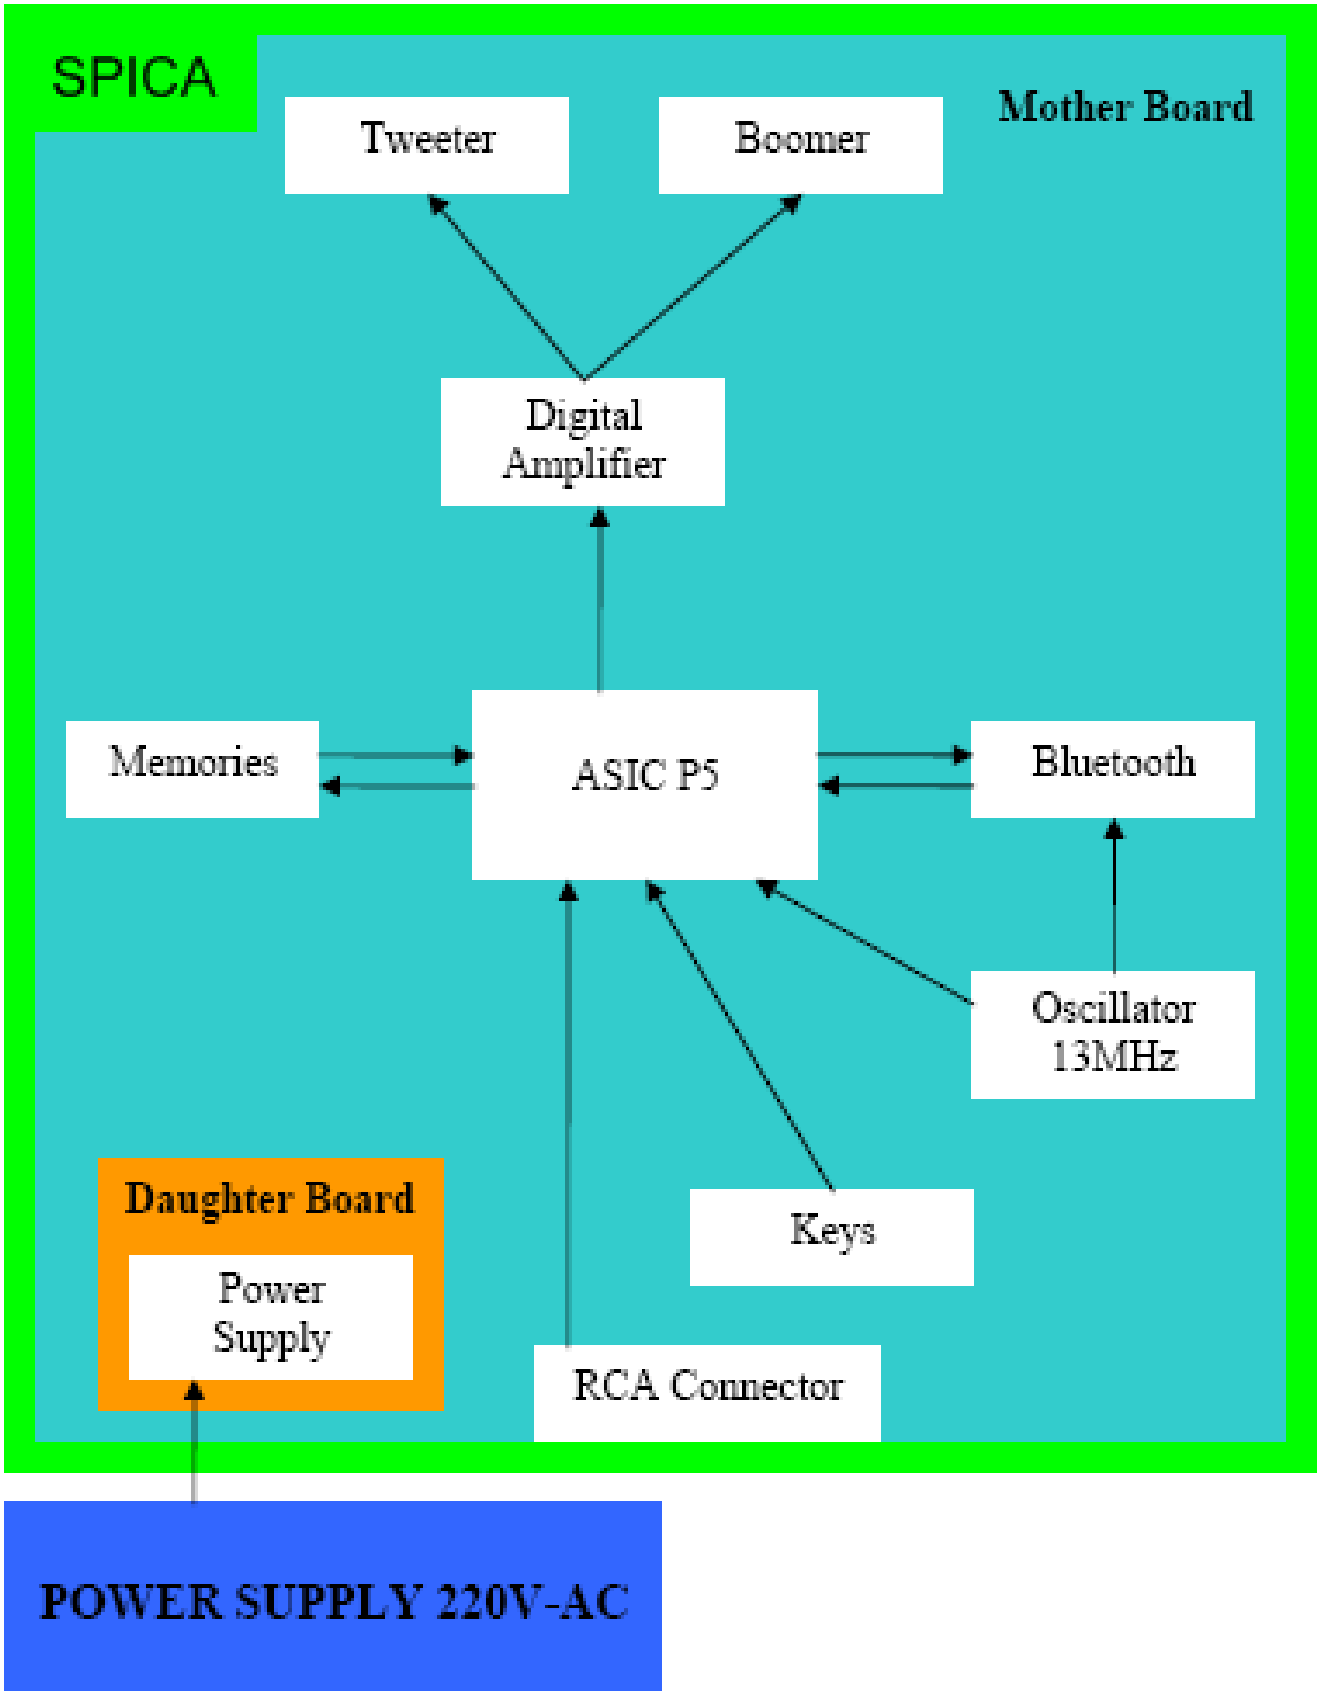 SPICA
Mother Board
Tweeter
Boomer
Digital
Amplifier
Memories
ASIC P5
Bluetooth
Oscillator
13MHz
Daughter Board
Keys
Power
Supply
RCA Connector
POWER SUPPLY 220V-AC